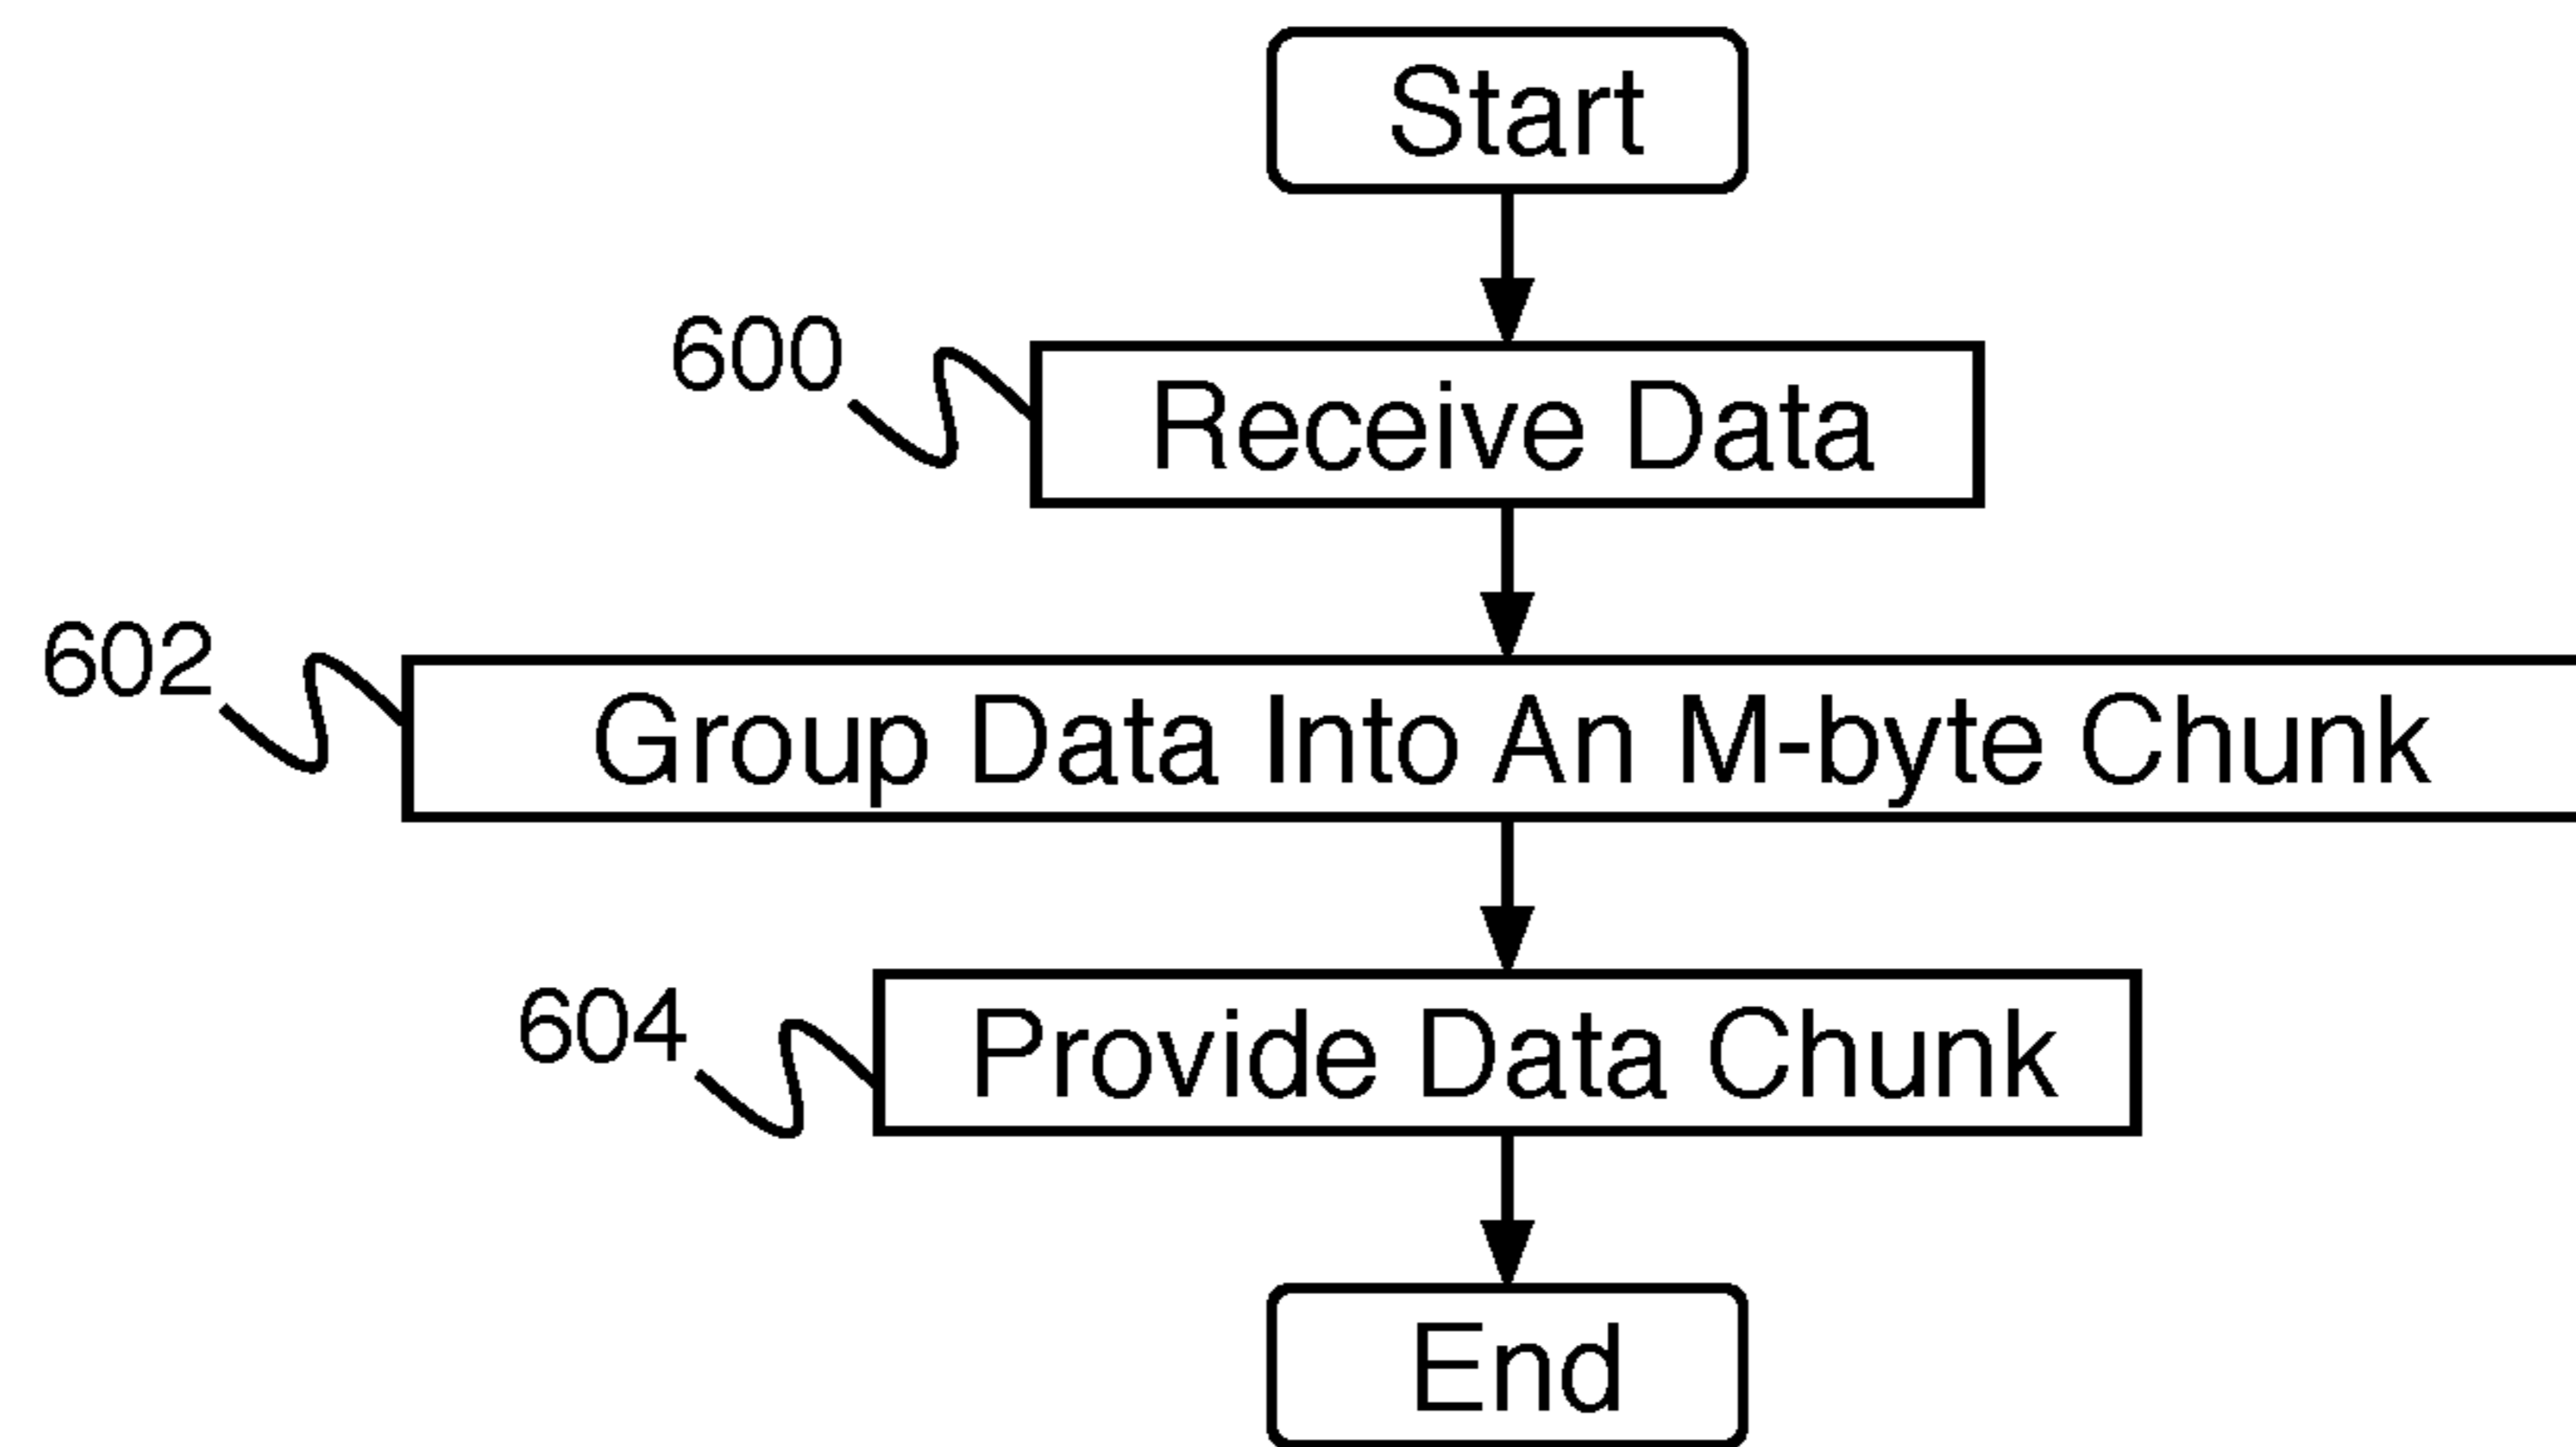 Start
600
Receive Data
602
Group Data Into An M-byte Chunk
604
Provide Data Chunk
End